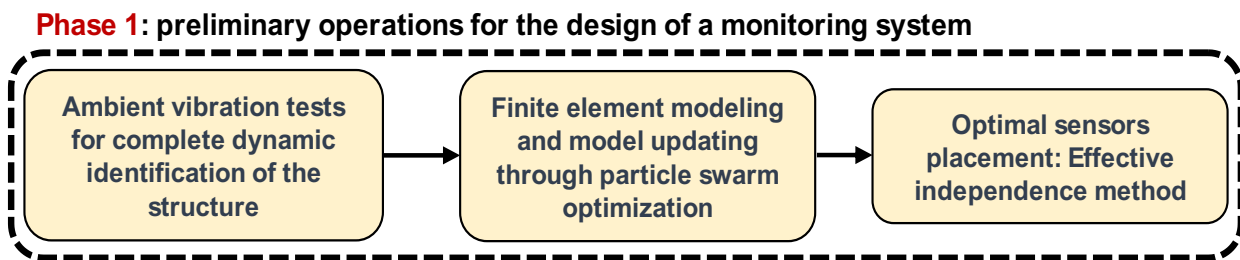 Phase 1: preliminary operations for the design of a monitoring system
Ambient vibration tests
for complete dynamic
identification of the
structure
Finite element modeling
and model updating
through particle swarm
optimization
Optimal sensors
placement: Effective
independence method